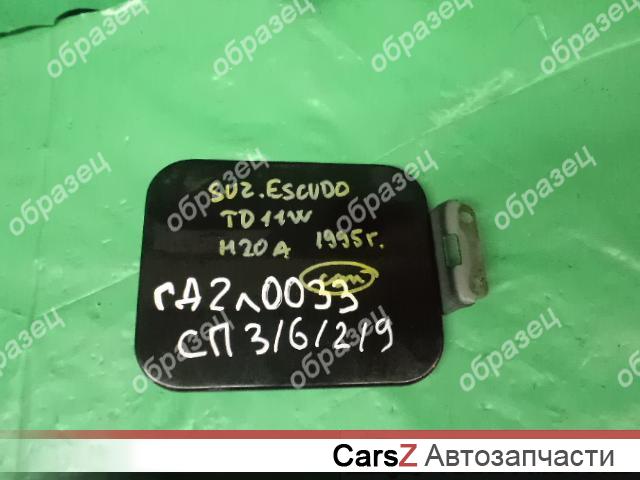 SUZ. ESCUDO
TD11W
H20A 1995г.
ГА2Л0033
СП 3/6/2/9
CarsZ Автозапчасти
образец
образец
образец
образец
образец
образец
образец
образец
образец
образец
образец